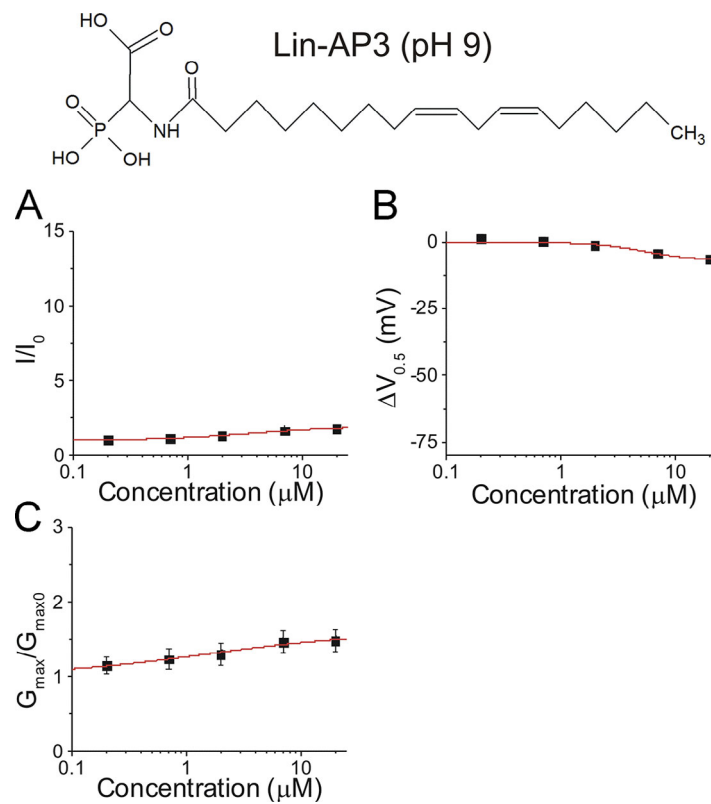 Lin-AP3 (pH 9)
HO
O
O
O
P
NH
HO
OH
CH3
A
15
10
5
0
I/I0
0.1 1 10
Concentration (μM)
B
0
-25
-50
-75
ΔV0.5 (mV)
0.1 1 10
Concentration (μM)
C
3
2
1
0
Gmax/Gmax0
0.1 1 10
Concentration (μM)